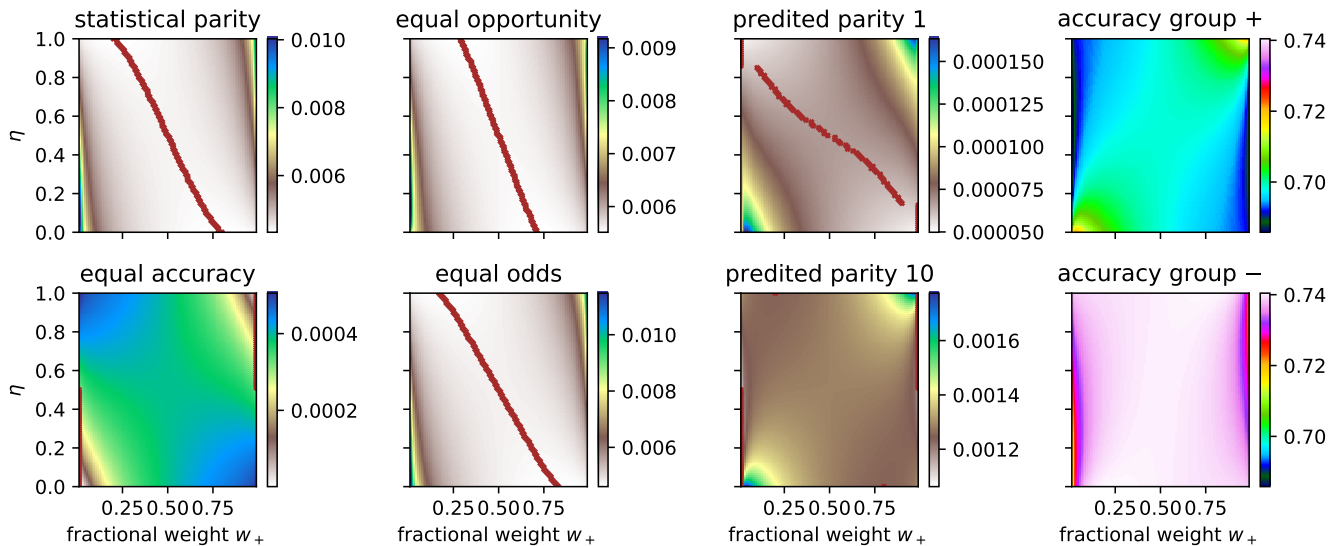 statistical parity
1.0
0.8
0.6
0.4
0.2
0.0
η
0.010
0.008
0.006
equal opportunity
0.009
0.008
0.007
0.006
predited parity 1
0.000150
0.000125
0.000100
0.000075
0.000050
accuracy group +
0.74
0.72
0.70
equal accuracy
1.0
0.8
0.6
0.4
0.2
0.0
η
0.25 0.50 0.75
fractional weight w+
0.0004
0.0002
equal odds
0.25 0.50 0.75
fractional weight w+
0.010
0.008
0.006
predited parity 10
0.25 0.50 0.75
fractional weight w+
0.0016
0.0014
0.0012
accuracy group −
0.25 0.50 0.75
fractional weight w+
0.74
0.72
0.70